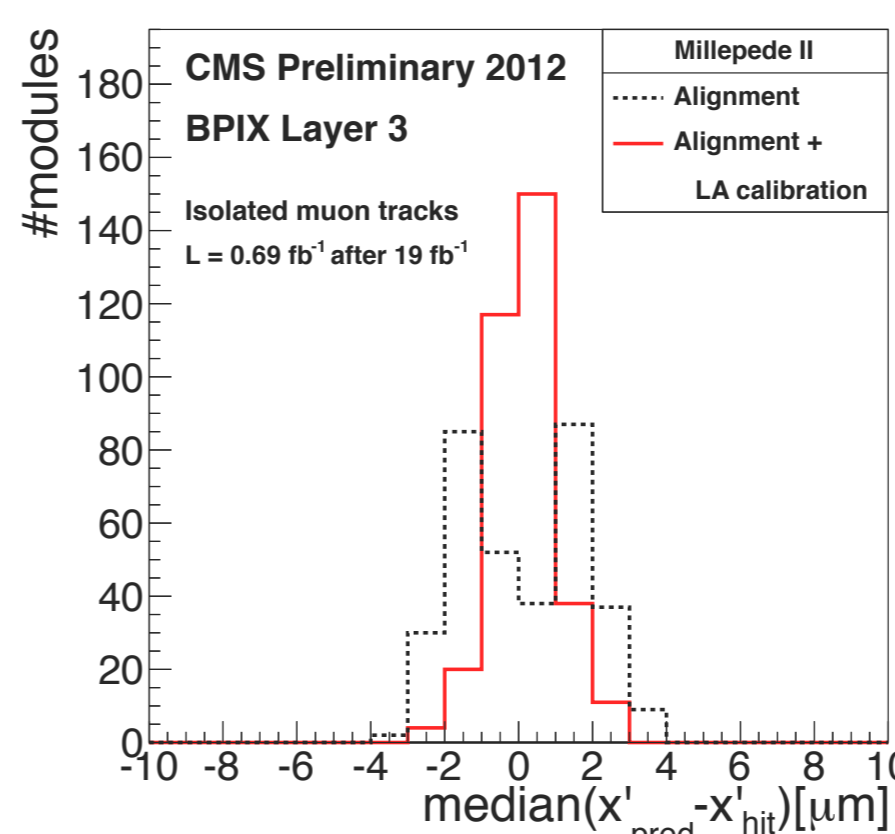 #modules
180
160
140
120
100
80
60
40
20
0
CMS Preliminary 2012
BPIX Layer 3
Isolated muon tracks
L = 0.69 fb⁻¹ after 19 fb⁻¹
Millepede II
Alignment
Alignment +
LA calibration
-10 -8 -6 -4 -2 0 2 4 6 8 10
median(x'pred-x'hit)[μm]